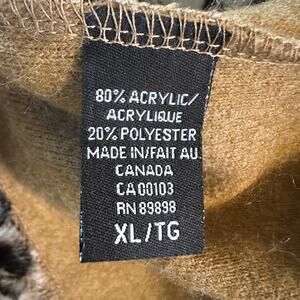 80% ACRYLIC/
ACRYLIQUE
20% POLYESTER
MADE IN/FAIT AU
CANADA
CA 00103
RN 89898
XL/TG